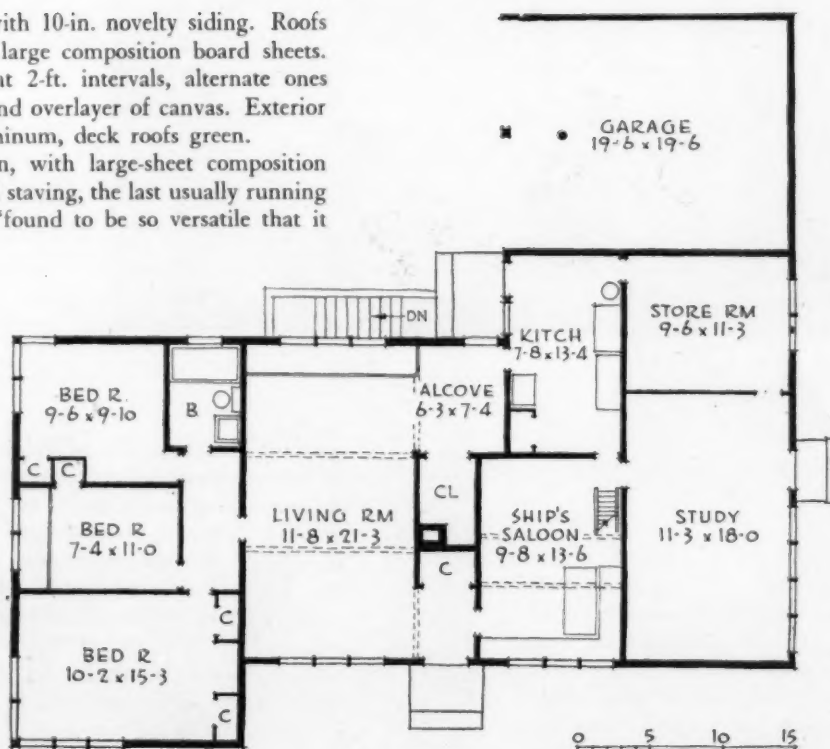 with 10-in. novelty siding. Roofs
large composition board sheets.
at 2-ft. intervals, alternate ones
nd overlayer of canvas. Exterior
minum, deck roofs green.
n, with large-sheet composition
staving, the last usually running
found to be so versatile that it
GARAGE
19-6 x 19-6
DN
KITCH
7-8 x 13-4
STORE RM
9-6 x 11-3
BED R.
9-6 x 9-10
B
ALCOVE
6-3 x 7-4
C
C
CL
BED R
7-4 x 11-0
LIVING RM
11-8 x 21-3
SHIP'S
SALOON
9-8 x 13-6
STUDY
11-3 x 18-0
C
C
BED R
10-2 x 15-3
C
0 5 10 15